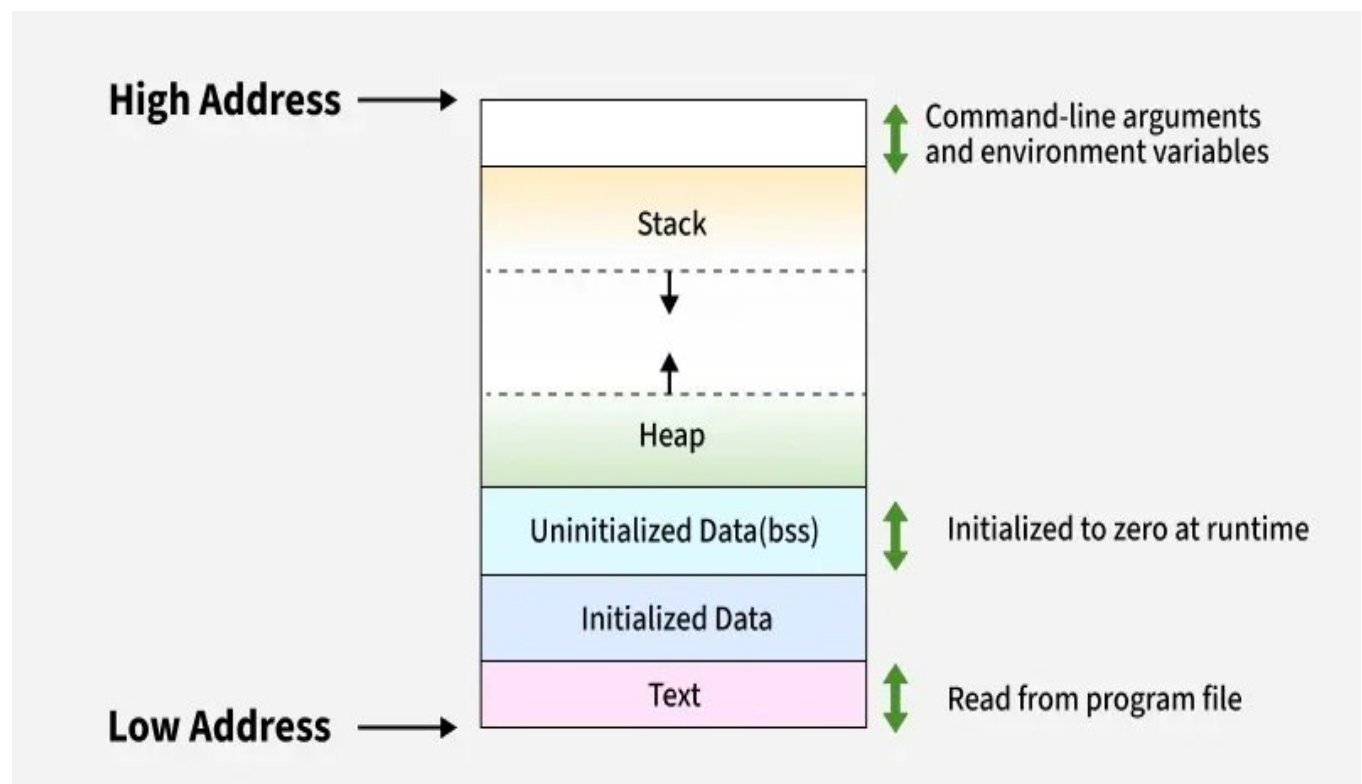 High Address
Command-line arguments
and environment variables
Stack
Heap
Uninitialized Data(bss)
Initialized to zero at runtime
Initialized Data
Text
Read from program file
Low Address